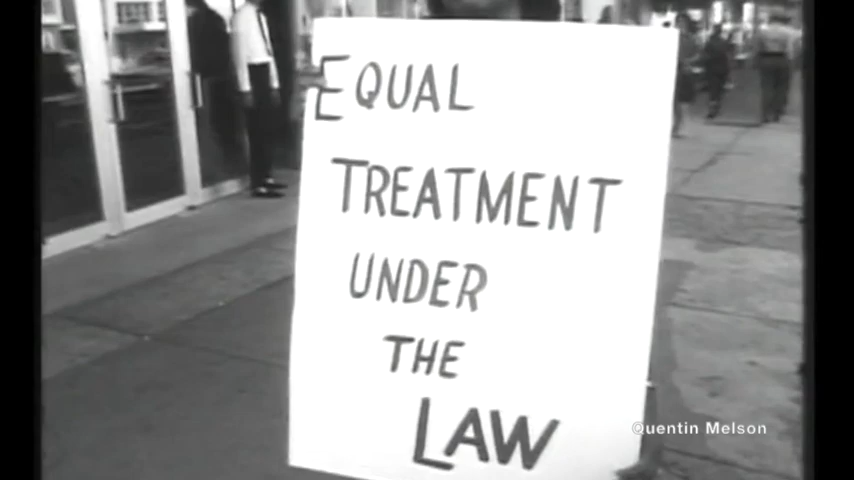 EQUAL
TREATMENT
UNDER
THE
LAW
Quentin Melson